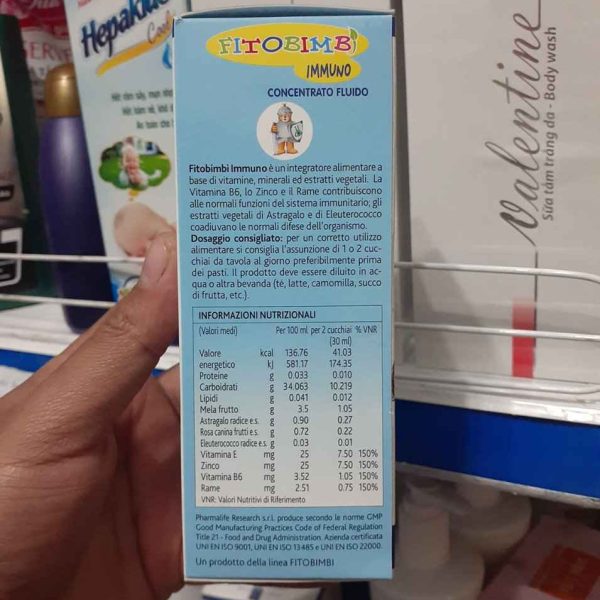 FITOBIMBI
IMMUNO
CONCENTRATO FLUIDO
Fitobimbi Immuno è un integratore alimentare a
base di vitamine, minerali ed estratti vegetali. La
Vitamina B6, lo Zinco e il Rame contribuiscono
alle normali funzioni del sistema immunitario; gli
estratti vegetali di Astragalo e di Eleuterococco
coadiuvano le normali difese dell'organismo.
Dosaggio consigliato: per un corretto utilizzo
alimentare si consiglia l'assunzione di 1 o 2 cuc-
chiai da tavola al giorno preferibilmente prima
dei pasti. Il prodotto deve essere diluito in ac-
qua o altra bevanda (tè, latte, camomilla, succo
di frutta, etc.).
INFORMAZIONI NUTRIZIONALI
(Valori medi) Per 100 ml per 2 cucchiai % VNR
(30 ml)
Valore kcal 136.76 41.03
energetico kJ 581.17 174.35
Proteine g 0.033 0.010
Carboidrati g 34.063 10.219
Lipidi g 0.041 0.012
Mela frutto g 3.5 1.05
Astragalo radice e.s. g 0.90 0.27
Rosa canina frutti e.s. g 0.72 0.22
Eleuterococco radice e.s. g 0.03 0.01
Vitamina E mg 25 7.50 150%
Zinco mg 25 7.50 150%
Vitamina B6 mg 3.52 1.05 150%
Rame mg 2.51 0.75 150%
VNR: Valori Nutritivi di Riferimento
Pharmalife Research s.r.l. produce secondo le norme GMP
Good Manufacturing Practices Code of Federal Regulation
Title 21 - Food and Drug Administration. Azienda certificata
UNI EN ISO 9001, UNI EN ISO 13485 e UNI EN ISO 22000.
Un prodotto della linea FITOBIMBI
Valentine
Sữa tắm trắng da - Body wash
Cool